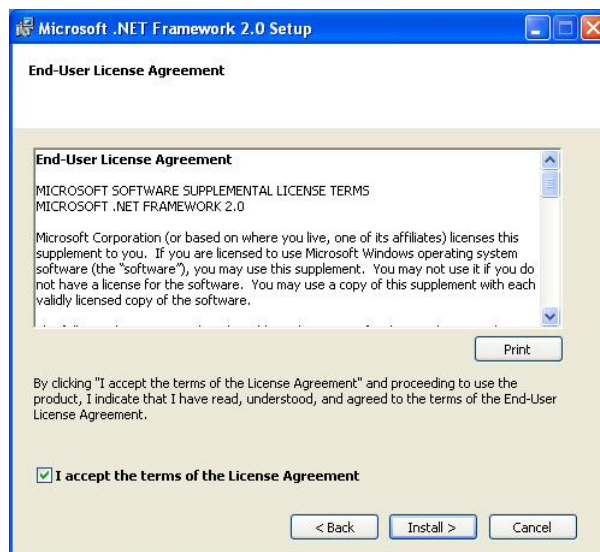 Microsoft .NET Framework 2.0 Setup
End-User License Agreement
End-User License Agreement
MICROSOFT SOFTWARE SUPPLEMENTAL LICENSE TERMS
MICROSOFT .NET FRAMEWORK 2.0
Microsoft Corporation (or based on where you live, one of its affiliates) licenses this
supplement to you.  If you are licensed to use Microsoft Windows operating system
software (the “software”), you may use this supplement.  You may not use it if you do
not have a license for the software.  You may use a copy of this supplement with each
validly licensed copy of the software.
Print
By clicking "I accept the terms of the License Agreement" and proceeding to use the
product, I indicate that I have read, understood, and agreed to the terms of the End-User
License Agreement.
I accept the terms of the License Agreement
< Back Install > Cancel